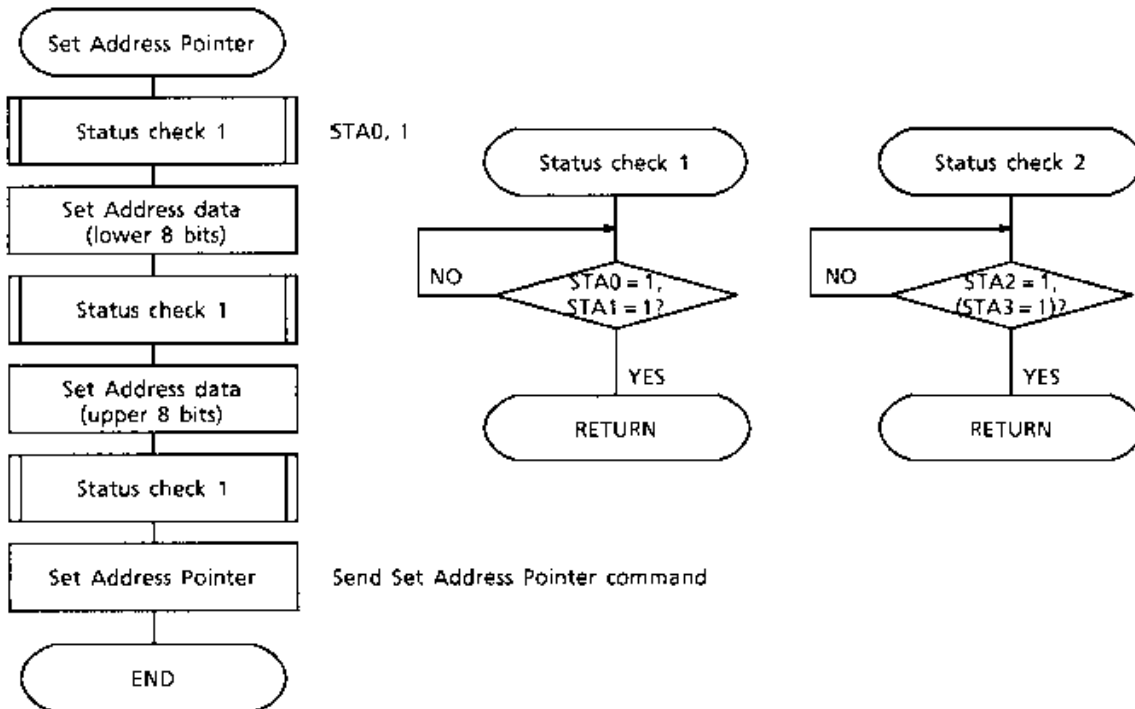 Set Address Pointer
Status check 1
STA0, 1
Set Address data
(lower 8 bits)
Status check 1
Set Address data
(upper 8 bits)
Status check 1
Set Address Pointer
Send Set Address Pointer command
END
Status check 1
NO
STA0 = 1,
STA1 = 1?
YES
RETURN
Status check 2
NO
STA2 = 1,
(STA3 = 1)?
YES
RETURN